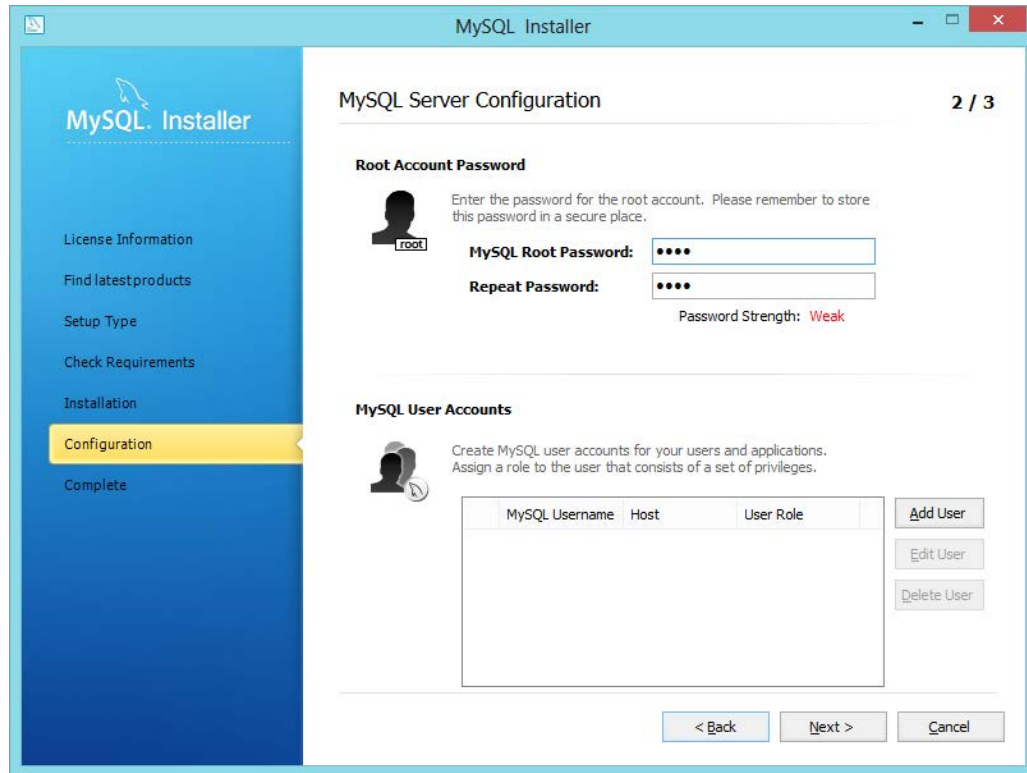 MySQL Installer
MySQL. Installer
License Information
Find latest products
Setup Type
Check Requirements
Installation
Configuration
Complete
MySQL Server Configuration
2 / 3
Root Account Password
Enter the password for the root account. Please remember to store
this password in a secure place.
root
MySQL Root Password: ●●●●
Repeat Password: ●●●●
Password Strength: Weak
MySQL User Accounts
Create MySQL user accounts for your users and applications.
Assign a role to the user that consists of a set of privileges.
MySQL Username Host User Role
Add User
Edit User
Delete User
< Back Next > Cancel